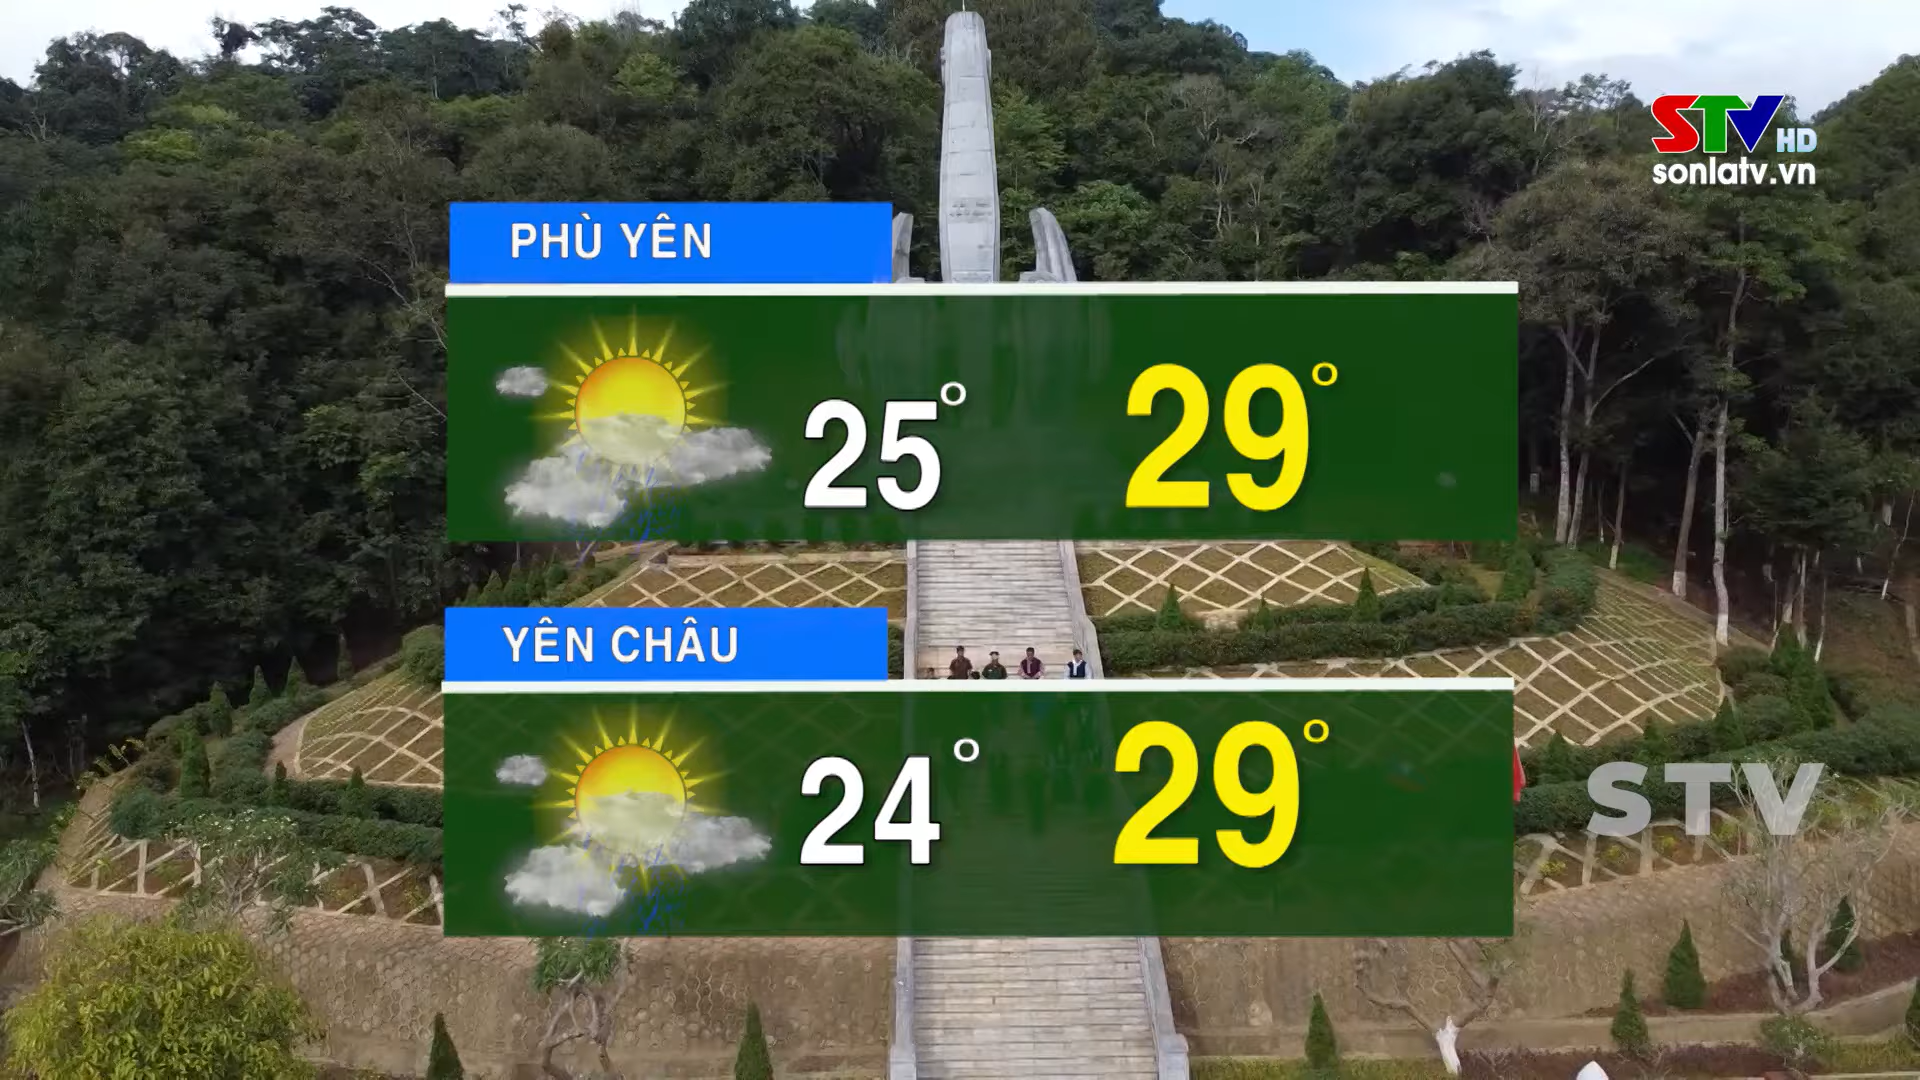 STV HD
sonlatv.vn
PHÙ YÊN
25° 29°
YÊN CHÂU
24° 29°
STV